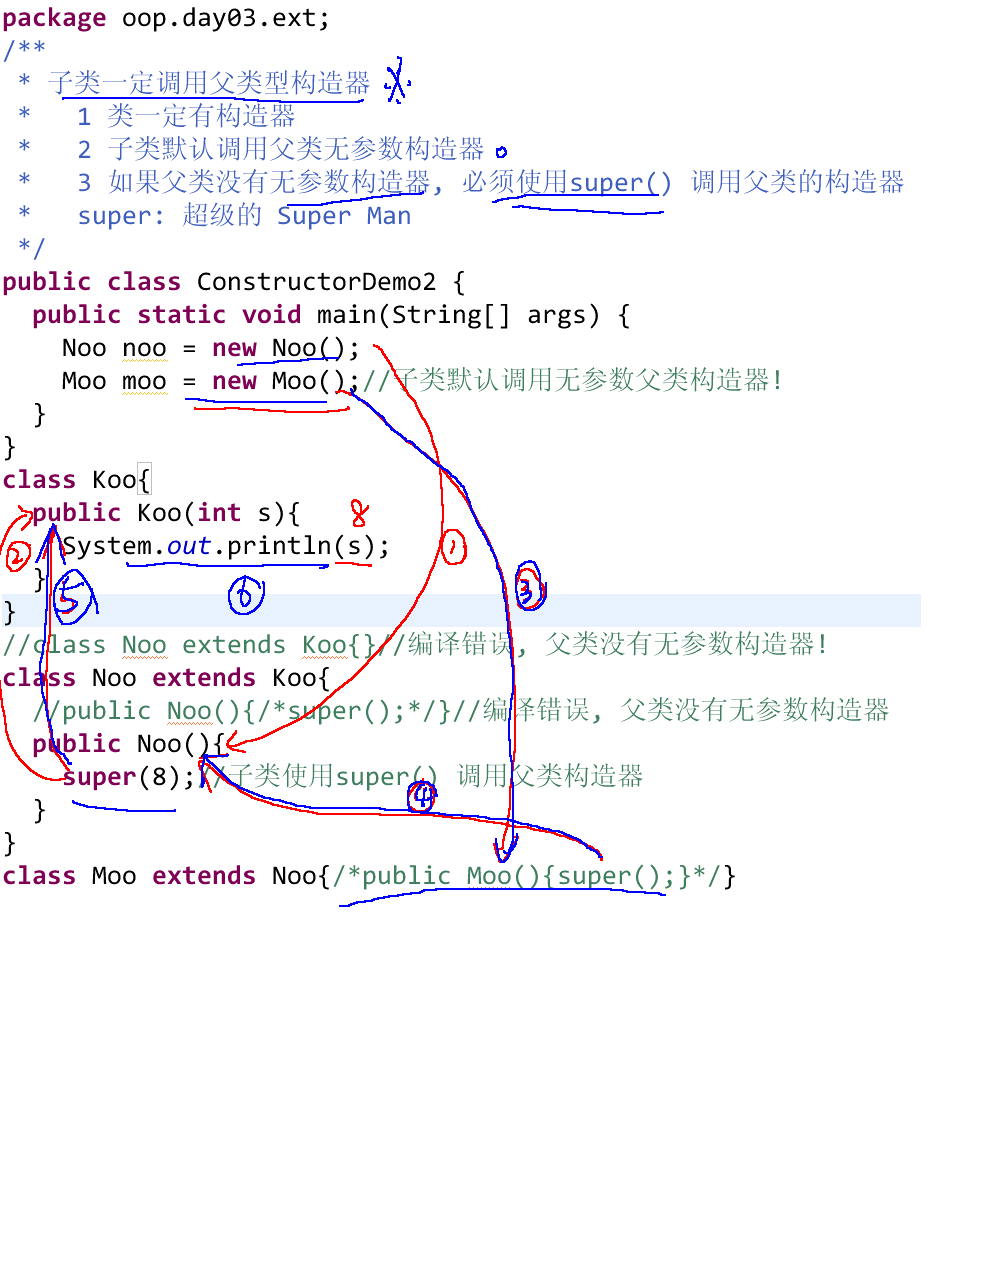 package oop.day03.ext;
/**
 * 子类一定调用父类型构造器
 *   1 类一定有构造器
 *   2 子类默认调用父类无参数构造器
 *   3 如果父类没有无参数构造器, 必须使用super() 调用父类的构造器
 *   super: 超级的 Super Man
 */
public class ConstructorDemo2 {
  public static void main(String[] args) {
    Noo noo = new Noo();
    Moo moo = new Moo();//子类默认调用无参数父类构造器!
  }
}
class Koo{
  public Koo(int s){ 8
② System.out.println(s); ①
  } ⑤ ⑥ ③
}
//class Noo extends Koo{}//编译错误, 父类没有无参数构造器!
class Noo extends Koo{
  //public Noo(){/*super();*/}//编译错误, 父类没有无参数构造器
  public Noo(){
    super(8);//子类使用super() 调用父类构造器
  } ④
}
class Moo extends Noo{/*public Moo(){super();}*/}